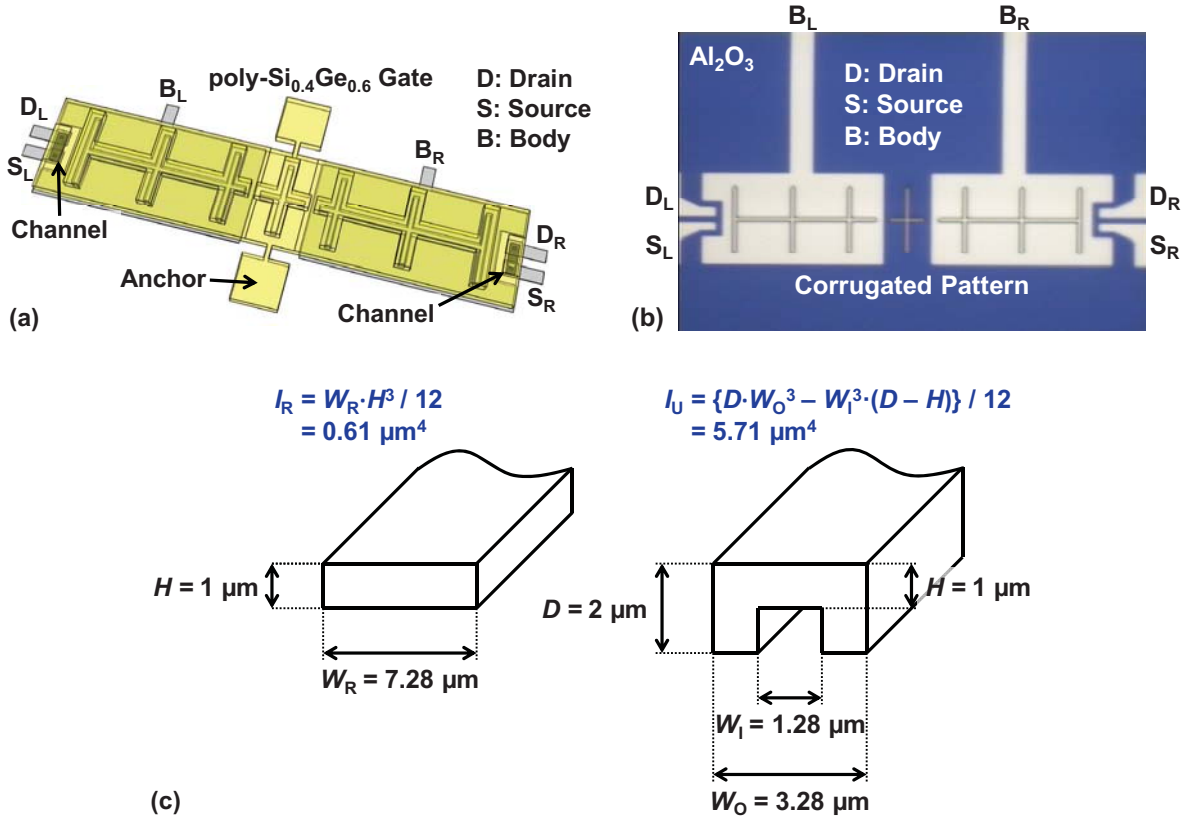 poly-Si0.4Ge0.6 Gate
D: Drain
S: Source
B: Body
BL
DL
SL
BR
DR
SR
Channel
Anchor
Channel
(a)
BL
BR
Al2O3
D: Drain
S: Source
B: Body
DL
SL
DR
SR
Corrugated Pattern
(b)
IR = WR·H³ / 12
= 0.61 µm⁴
IU = {D·WO³ – WI³·(D – H)} / 12
= 5.71 µm⁴
H = 1 µm
WR = 7.28 µm
D = 2 µm
H = 1 µm
WI = 1.28 µm
WO = 3.28 µm
(c)